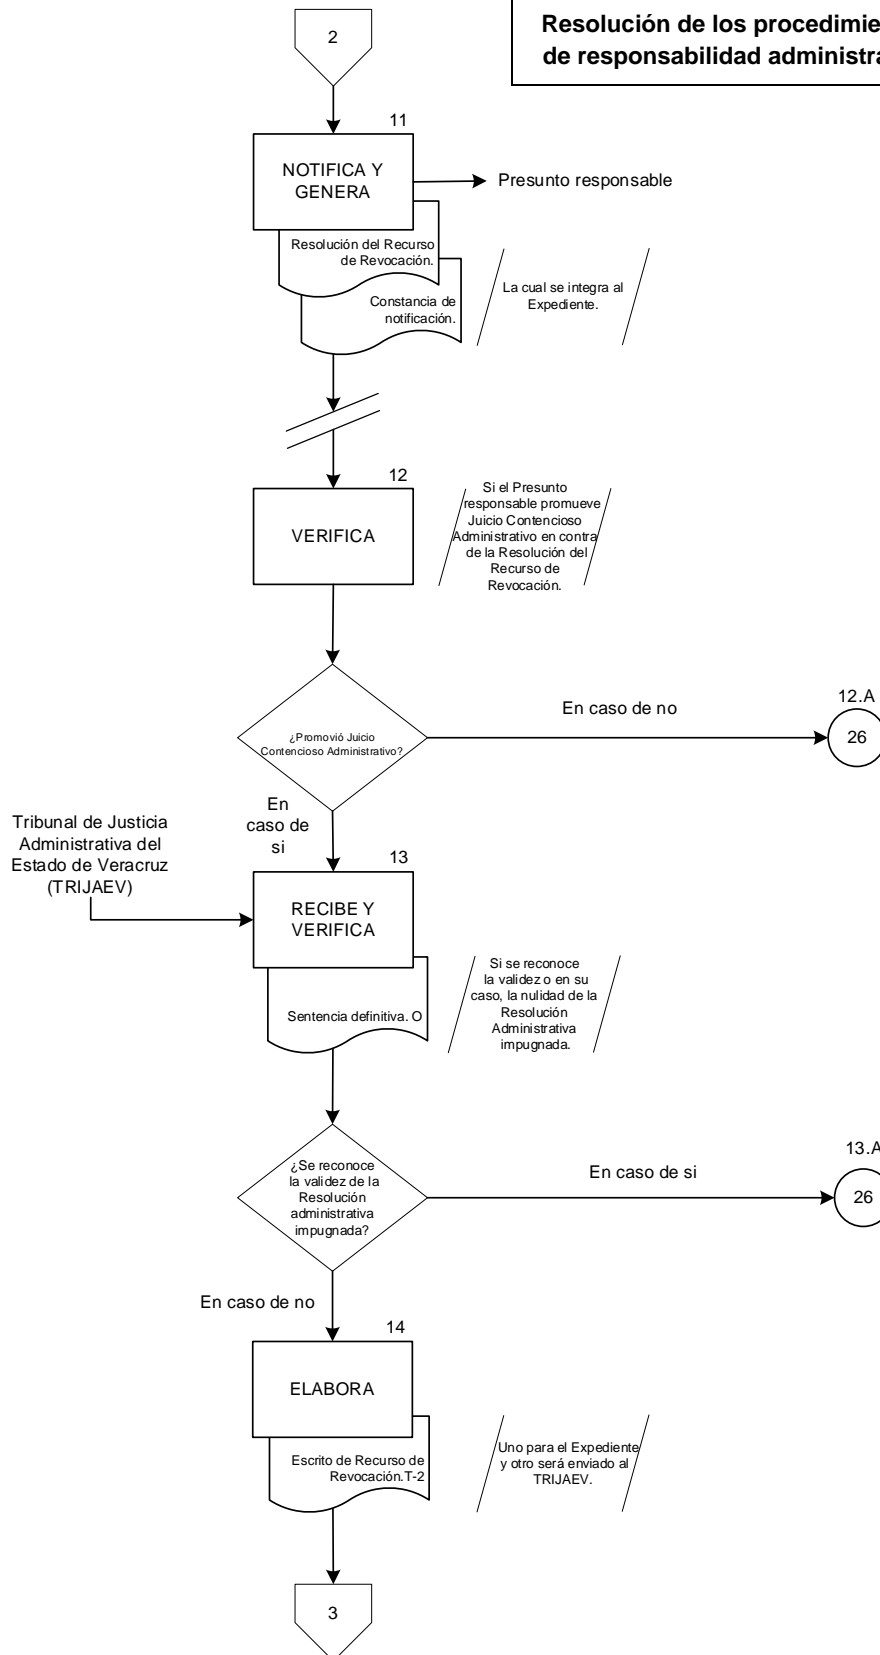 Resolución de los procedimie
de responsabilidad administra
2
11
NOTIFICA Y
GENERA
Presunto responsable
Resolución del Recurso
de Revocación.
Constancia de
notificación.
La cual se integra al
Expediente.
12
VERIFICA
Si el Presunto
responsable promueve
Juicio Contencioso
Administrativo en contra
de la Resolución del
Recurso de
Revocación.
¿Promovió Juicio
Contencioso Administrativo?
En caso de no
12.A
26
En
caso de
si
Tribunal de Justicia
Administrativa del
Estado de Veracruz
(TRIJAEV)
13
RECIBE Y
VERIFICA
Sentencia definitiva. O
Si se reconoce
la validez o en su
caso, la nulidad de la
Resolución
Administrativa
impugnada.
¿Se reconoce
la validez de la
Resolución
administrativa
impugnada?
En caso de si
13.A
26
En caso de no
14
ELABORA
Escrito de Recurso de
Revocación.T-2
Uno para el Expediente
y otro será enviado al
TRIJAEV.
3